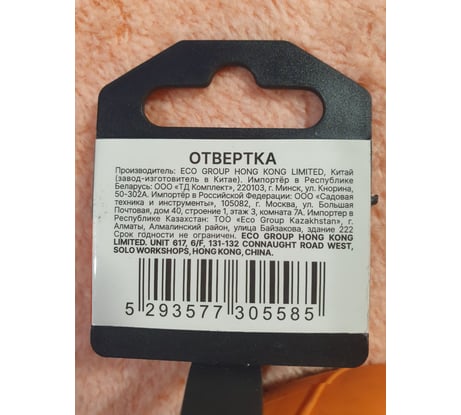 ОТВЕРТКА
Производитель: ECO GROUP HONG KONG LIMITED, Китай
(завод-изготовитель в Китае). Импортёр в Республике
Беларусь: ООО «ТД Комплект», 220103, г. Минск, ул. Кнорина,
50-302А. Импортёр в Российской Федерации: ООО «Садовая
техника и инструменты», 105082, г. Москва, ул. Большая
Почтовая, дом 40, строение 1, этаж 3, комната 7А. Импортер в
Республике Казахстан: ТОО «Eco Group Kazakhstan», г.
Алматы, Алмалинский район, улица Байзакова, здание 222
Срок годности не ограничен. ECO GROUP HONG KONG
LIMITED. UNIT 617, 6/F, 131-132 CONNAUGHT ROAD WEST,
SOLO WORKSHOPS, HONG KONG, CHINA.
5 293577 305585